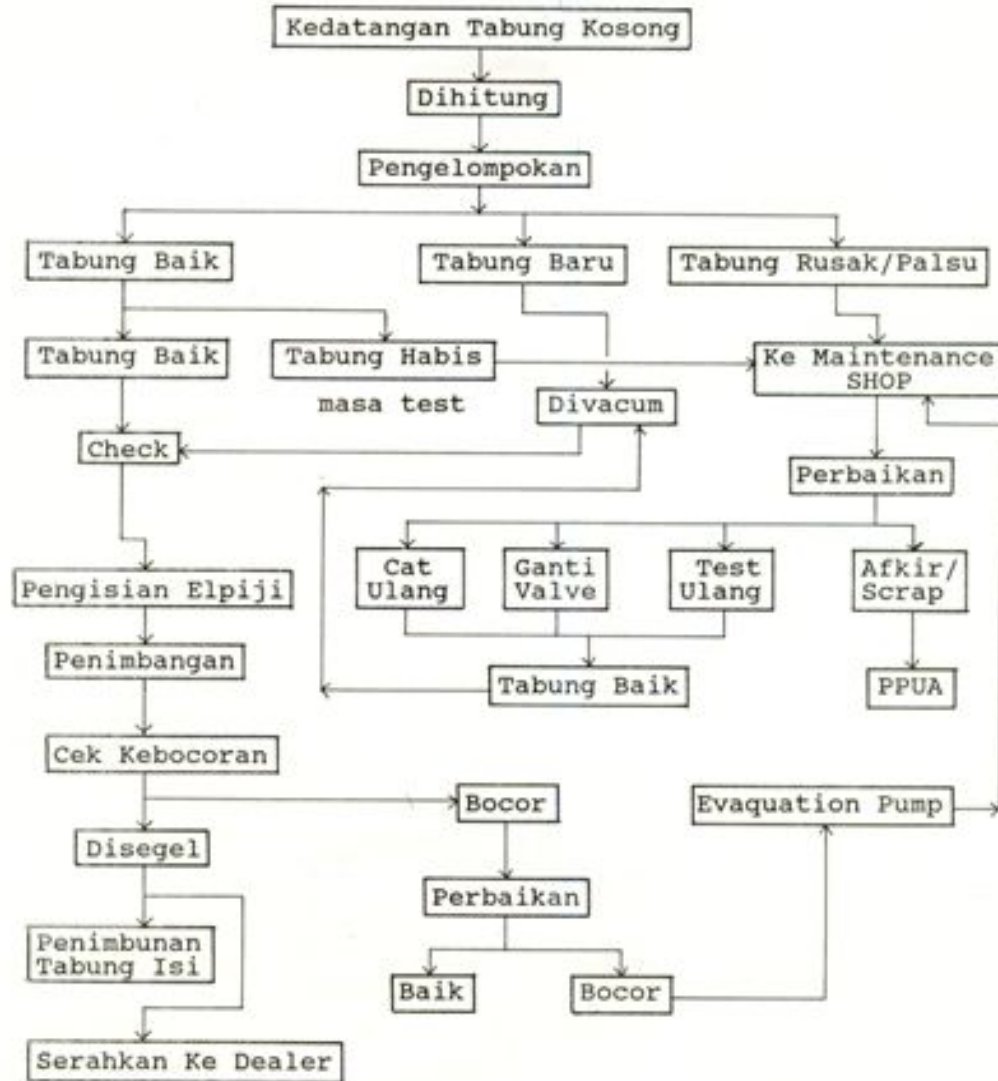 Kedatangan Tabung Kosong
Dihitung
Pengelompokan
Tabung Baik
Tabung Baru
Tabung Rusak/Palsu
Tabung Baik
Tabung Habis
masa test
Ke Maintenance
SHOP
Divacum
Check
Perbaikan
Cat
Ulang
Ganti
Valve
Test
Ulang
Afkir/
Scrap
Pengisian Elpiji
Penimbangan
Tabung Baik
PPUA
Cek Kebocoran
Bocor
Evaquation Pump
Disegel
Perbaikan
Penimbunan
Tabung Isi
Baik
Bocor
Serahkan Ke Dealer